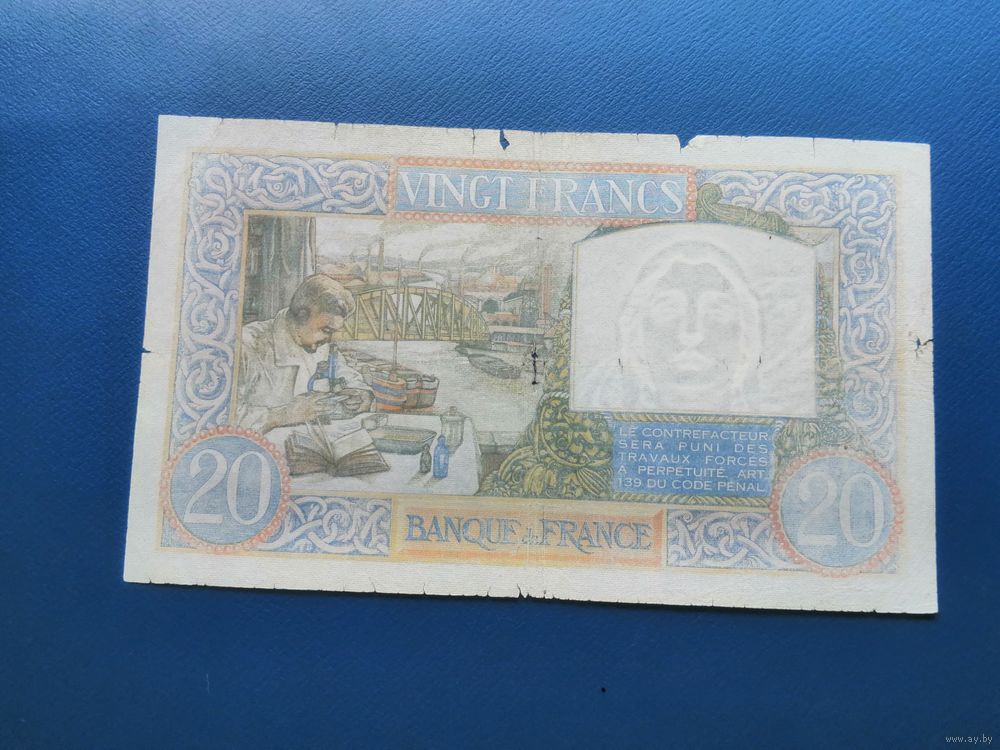 VINGT FRANCS
LE CONTREFACTEUR
SERA PUNI DES
TRAVAUX FORCÉS
À PERPÉTUITÉ. ART.
139 DU CODE PÉNAL.
20
20
BANQUE de FRANCE
www.ay.by